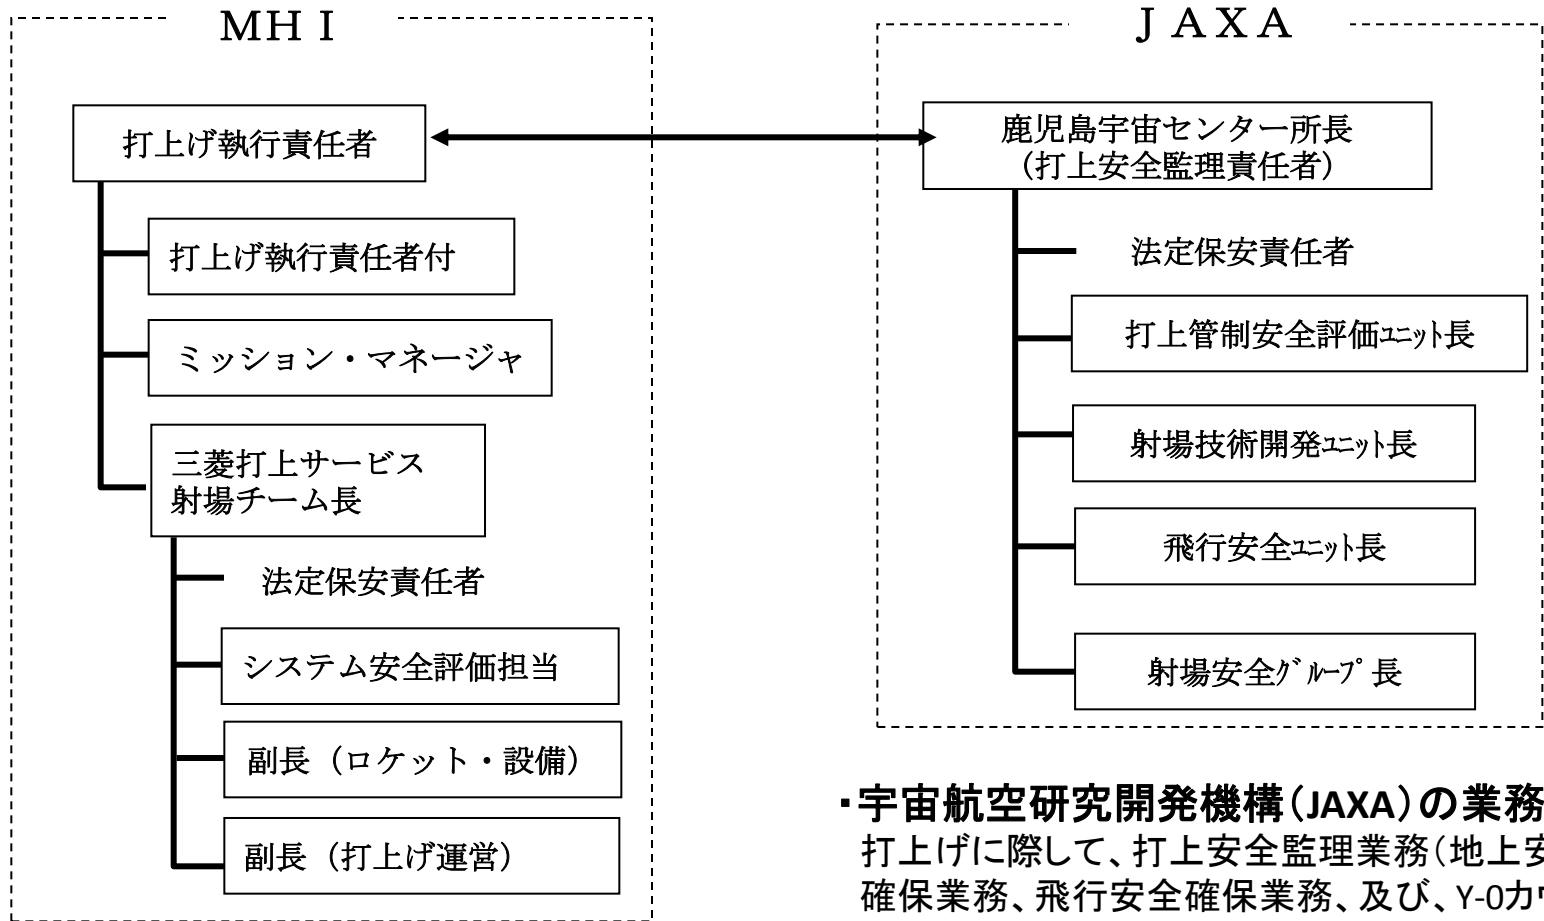 MHI
打上げ執行責任者
打上げ執行責任者付
ミッション・マネージャ
三菱打上サービス
射場チーム長
法定保安責任者
システム安全評価担当
副長（ロケット・設備）
副長（打上げ運営）
JAXA
鹿児島宇宙センター所長
（打上安全監理責任者）
法定保安責任者
打上管制安全評価ﾕﾆｯﾄ長
射場技術開発ﾕﾆｯﾄ長
飛行安全ﾕﾆｯﾄ長
射場安全ｸﾞﾙｰﾌﾟ長
・宇宙航空研究開発機構（JAXA）の業務
打上げに際して、打上安全監理業務（地上安
確保業務、飛行安全確保業務、及び、Y-0カ